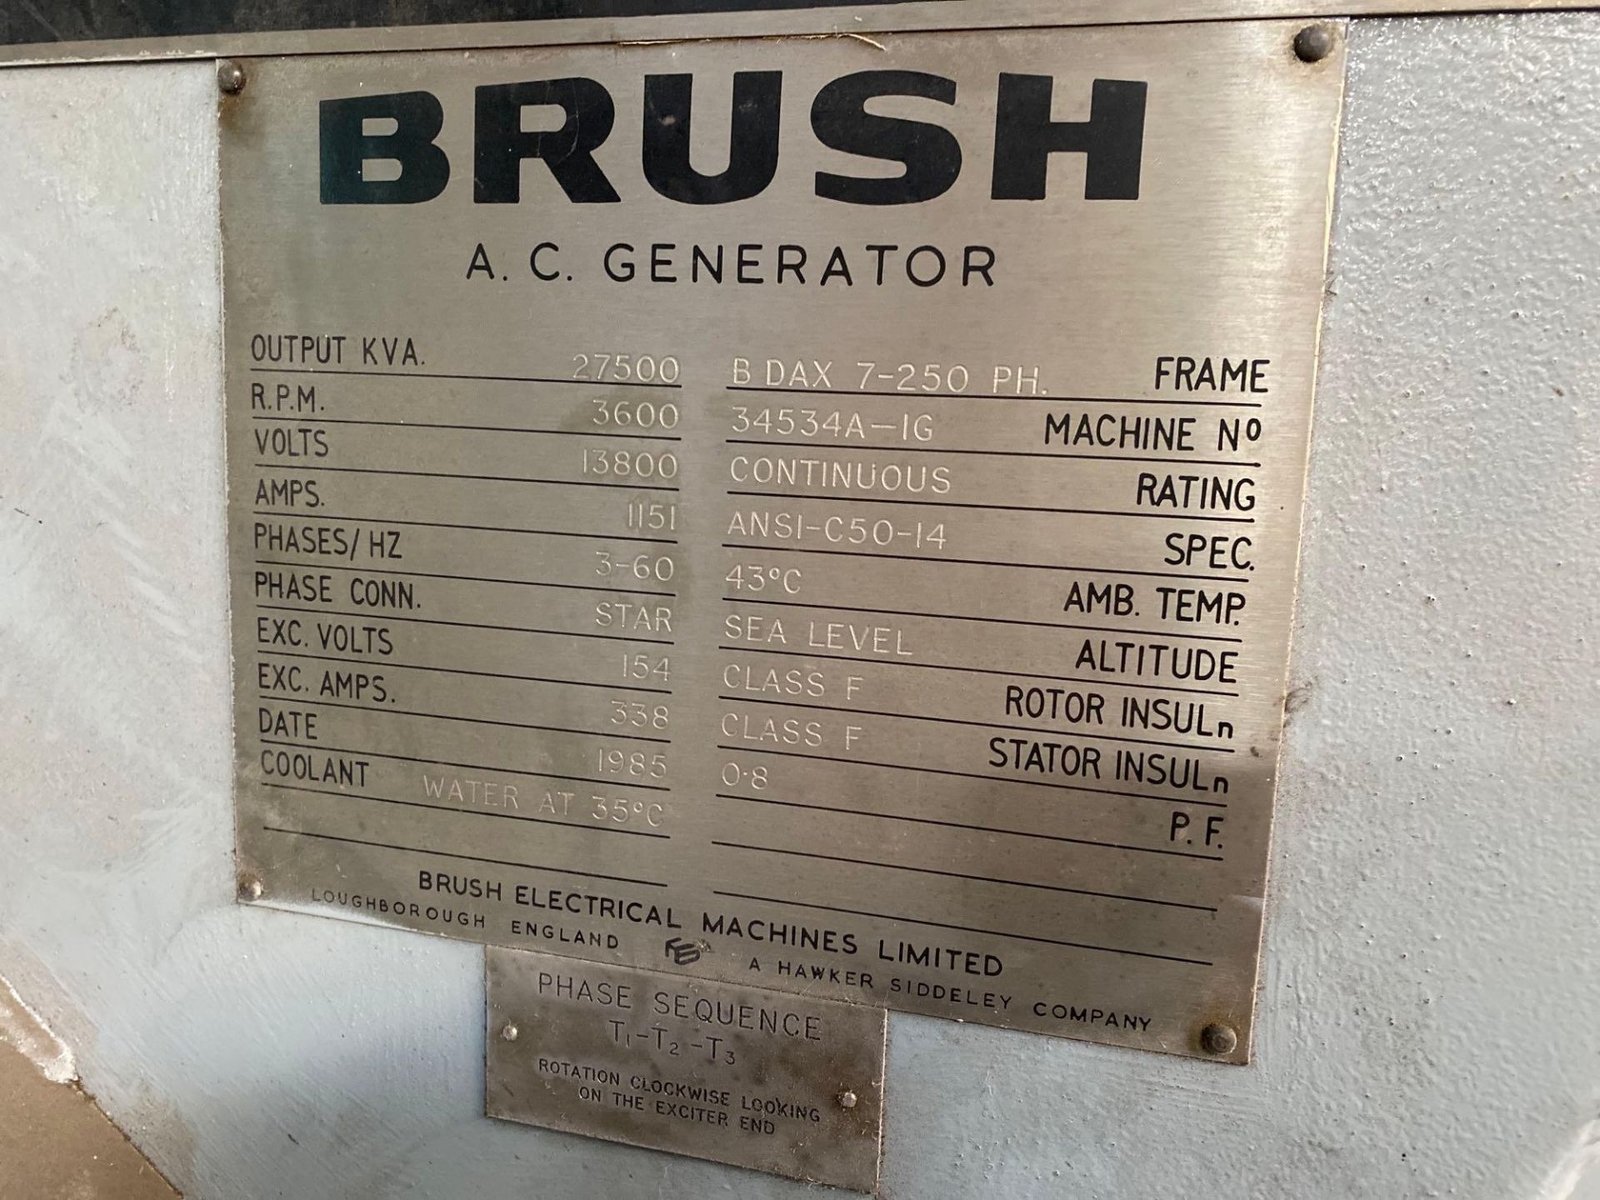 BRUSH
A. C. GENERATOR
OUTPUT KVA. 27500
R.P.M. 3600
VOLTS 13800
AMPS. 1151
PHASES/HZ 3-60
PHASE CONN. STAR
EXC. VOLTS 154
EXC. AMPS. 338
DATE 1985
COOLANT WATER AT 35°C
B DAX 7-250 PH. FRAME
34534A-1G MACHINE Nº
CONTINUOUS RATING
ANSI-C50-14 SPEC.
43°C AMB. TEMP.
SEA LEVEL ALTITUDE
CLASS F ROTOR INSULn
CLASS F STATOR INSULn
0·8 P. F.
BRUSH ELECTRICAL MACHINES LIMITED
LOUGHBOROUGH ENGLAND A HAWKER SIDDELEY COMPANY
PHASE SEQUENCE
T₁-T₂-T₃
ROTATION CLOCKWISE LOOKING
ON THE EXCITER END